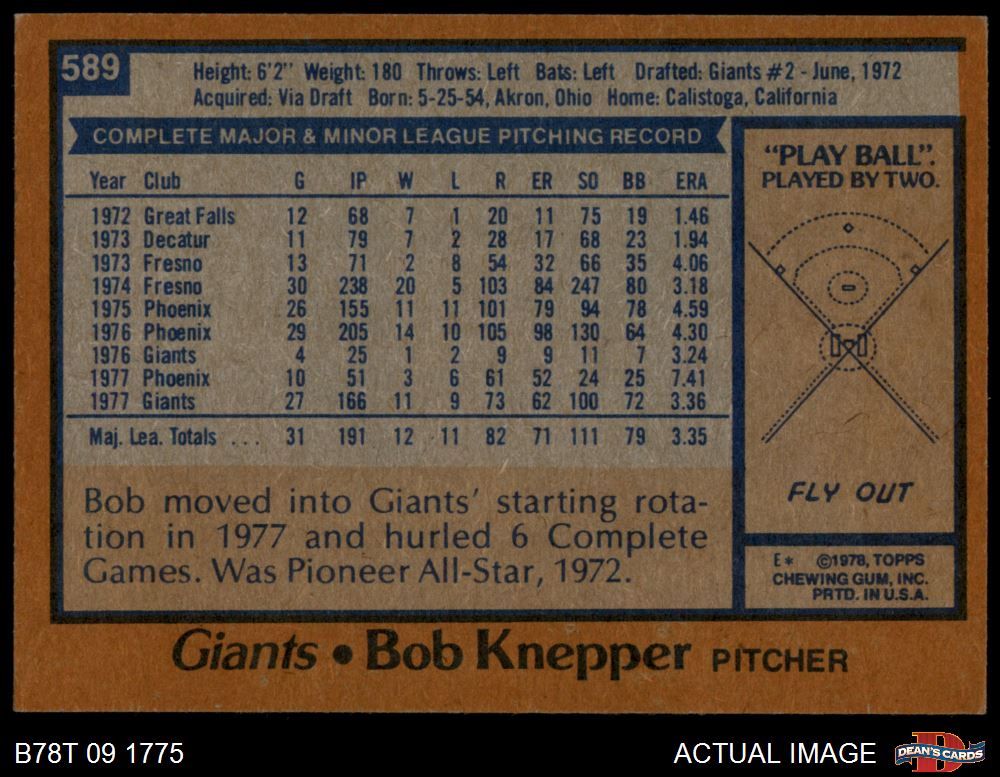 589
Height: 6'2" Weight: 180 Throws: Left Bats: Left Drafted: Giants #2 - June, 1972
Acquired: Via Draft Born: 5-25-54, Akron, Ohio Home: Calistoga, California
COMPLETE MAJOR & MINOR LEAGUE PITCHING RECORD
Year Club G IP W L R ER SO BB ERA
1972 Great Falls 12 68 7 1 20 11 75 19 1.46
1973 Decatur 11 79 7 2 28 17 68 23 1.94
1973 Fresno 13 71 2 8 54 32 66 35 4.06
1974 Fresno 30 238 20 5 103 84 247 80 3.18
1975 Phoenix 26 155 11 11 101 79 94 78 4.59
1976 Phoenix 29 205 14 10 105 98 130 64 4.30
1976 Giants 4 25 1 2 9 9 11 7 3.24
1977 Phoenix 10 51 3 6 61 52 24 25 7.41
1977 Giants 27 166 11 9 73 62 100 72 3.36
Maj. Lea. Totals ... 31 191 12 11 82 71 111 79 3.35
Bob moved into Giants' starting rota-
tion in 1977 and hurled 6 Complete
Games. Was Pioneer All-Star, 1972.
"PLAY BALL".
PLAYED BY TWO.
FLY OUT
E* ©1978, TOPPS
CHEWING GUM, INC.
PRTD. IN U.S.A.
Giants • Bob Knepper PITCHER
B78T 09 1775
ACTUAL IMAGE
D
DEAN'S CARDS